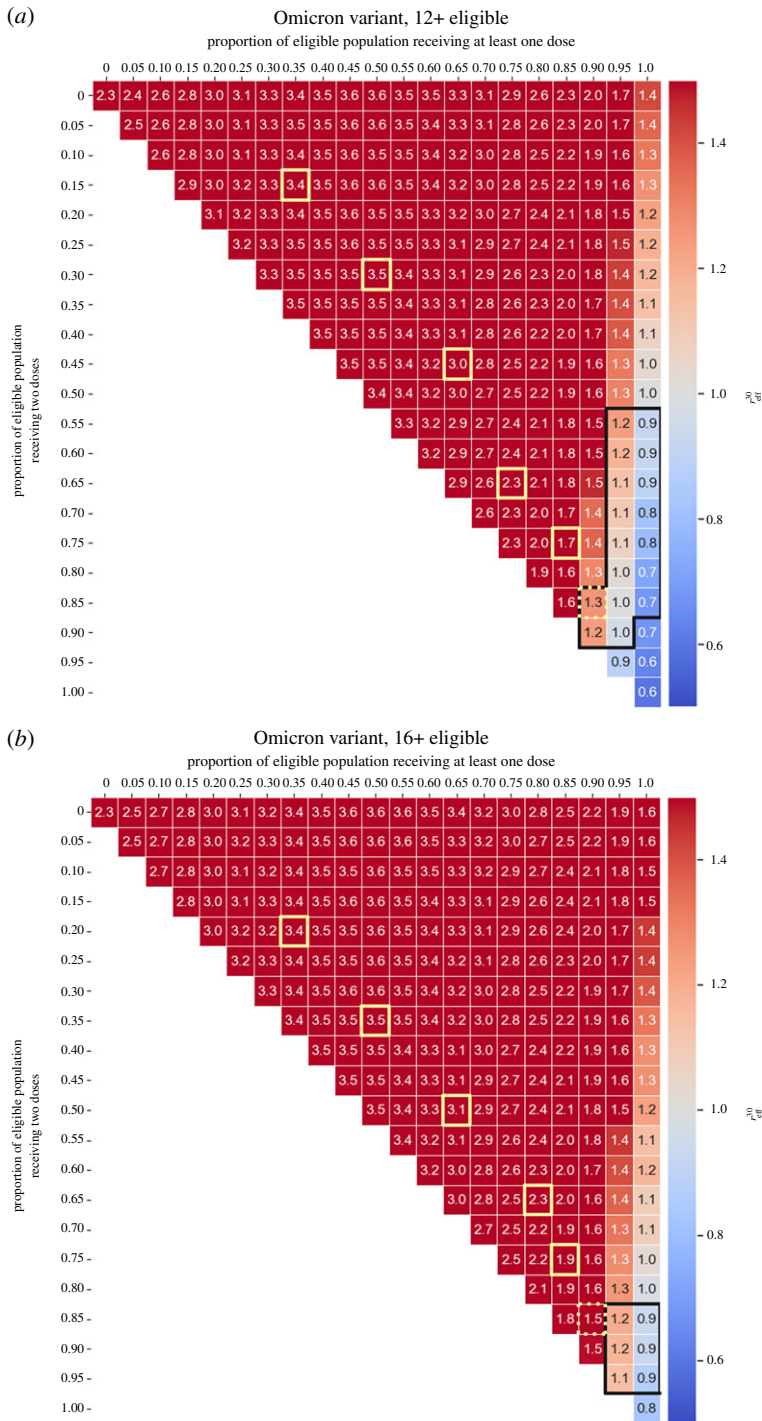 (a)
Omicron variant, 12+ eligible
proportion of eligible population receiving at least one dose
0 0.05 0.10 0.15 0.20 0.25 0.30 0.35 0.40 0.45 0.50 0.55 0.60 0.65 0.70 0.75 0.80 0.85 0.90 0.95 1.0
0 2.3 2.4 2.6 2.8 3.0 3.1 3.3 3.4 3.5 3.6 3.6 3.5 3.5 3.3 3.1 2.9 2.6 2.3 2.0 1.7 1.4
0.05 2.5 2.6 2.8 3.0 3.1 3.3 3.5 3.5 3.6 3.6 3.5 3.4 3.3 3.1 2.8 2.6 2.3 2.0 1.7 1.4
0.10 2.6 2.8 3.0 3.1 3.3 3.4 3.5 3.6 3.5 3.5 3.4 3.2 3.0 2.8 2.5 2.2 1.9 1.6 1.3
0.15 2.9 3.0 3.2 3.3 3.4 3.5 3.6 3.6 3.5 3.4 3.2 3.0 2.8 2.5 2.2 1.9 1.6 1.3
0.20 3.1 3.2 3.3 3.4 3.5 3.6 3.5 3.5 3.3 3.2 3.0 2.7 2.4 2.1 1.8 1.5 1.2
0.25 3.2 3.3 3.5 3.5 3.6 3.5 3.5 3.3 3.1 2.9 2.7 2.4 2.1 1.8 1.5 1.2
0.30 3.3 3.5 3.5 3.5 3.5 3.4 3.3 3.1 2.9 2.6 2.3 2.0 1.8 1.4 1.2
0.35 3.5 3.5 3.5 3.5 3.4 3.3 3.1 2.8 2.6 2.3 2.0 1.7 1.4 1.1
0.40 3.5 3.5 3.5 3.4 3.3 3.1 2.8 2.6 2.2 2.0 1.7 1.4 1.1
0.45 3.5 3.5 3.4 3.2 3.0 2.8 2.5 2.2 1.9 1.6 1.3 1.0
0.50 3.4 3.4 3.2 3.0 2.7 2.5 2.2 1.9 1.6 1.3 1.0
0.55 3.3 3.2 2.9 2.7 2.4 2.1 1.8 1.5 1.2 0.9
0.60 3.2 2.9 2.7 2.4 2.1 1.8 1.5 1.2 0.9
0.65 2.9 2.6 2.3 2.1 1.8 1.5 1.1 0.9
0.70 2.6 2.3 2.0 1.7 1.4 1.1 0.8
0.75 2.3 2.0 1.7 1.4 1.1 0.8
0.80 1.9 1.6 1.3 1.0 0.7
0.85 1.6 1.3 1.0 0.7
0.90 1.2 1.0 0.7
0.95 0.9 0.6
1.00 0.6
proportion of eligible population
receiving two doses
1.4
1.2
1.0
0.8
0.6
r30eff
(b)
Omicron variant, 16+ eligible
proportion of eligible population receiving at least one dose
0 0.05 0.10 0.15 0.20 0.25 0.30 0.35 0.40 0.45 0.50 0.55 0.60 0.65 0.70 0.75 0.80 0.85 0.90 0.95 1.0
0 2.3 2.5 2.7 2.8 3.0 3.1 3.2 3.4 3.5 3.6 3.6 3.6 3.5 3.4 3.2 3.0 2.8 2.5 2.2 1.9 1.6
0.05 2.5 2.7 2.8 3.0 3.2 3.3 3.4 3.5 3.6 3.6 3.5 3.4 3.3 3.2 3.0 2.7 2.5 2.2 1.9 1.5
0.10 2.7 2.8 3.0 3.1 3.2 3.4 3.5 3.5 3.6 3.5 3.5 3.3 3.2 2.9 2.7 2.4 2.1 1.8 1.5
0.15 2.8 3.0 3.1 3.3 3.4 3.5 3.6 3.6 3.5 3.4 3.3 3.1 2.9 2.6 2.4 2.1 1.8 1.5
0.20 3.0 3.2 3.2 3.4 3.5 3.5 3.6 3.5 3.4 3.3 3.1 2.9 2.6 2.3 2.0 1.7 1.4
0.25 3.2 3.3 3.4 3.5 3.5 3.6 3.5 3.4 3.2 3.1 2.8 2.6 2.3 2.0 1.7 1.4
0.30 3.3 3.4 3.5 3.6 3.6 3.5 3.4 3.2 3.0 2.8 2.5 2.2 1.9 1.7 1.4
0.35 3.4 3.5 3.5 3.5 3.5 3.4 3.2 3.0 2.8 2.5 2.2 1.9 1.6 1.3
0.40 3.5 3.5 3.5 3.4 3.3 3.1 3.0 2.7 2.4 2.2 1.9 1.6 1.3
0.45 3.5 3.5 3.4 3.3 3.1 2.9 2.7 2.4 2.1 1.9 1.6 1.3
0.50 3.5 3.4 3.3 3.1 2.9 2.7 2.4 2.1 1.8 1.5 1.2
0.55 3.4 3.2 3.1 2.9 2.6 2.4 2.0 1.8 1.4 1.1
0.60 3.2 3.0 2.8 2.6 2.3 2.0 1.7 1.4 1.2
0.65 3.0 2.8 2.5 2.3 2.0 1.6 1.4 1.1
0.70 2.7 2.5 2.2 1.9 1.6 1.3 1.1
0.75 2.5 2.2 1.9 1.6 1.3 1.0
0.80 2.1 1.9 1.6 1.3 1.0
0.85 1.8 1.5 1.2 0.9
0.90 1.5 1.2 0.9
0.95 1.1 0.9
1.00 0.8
proportion of eligible population
receiving two doses
1.4
1.2
1.0
0.8
0.6
r30eff